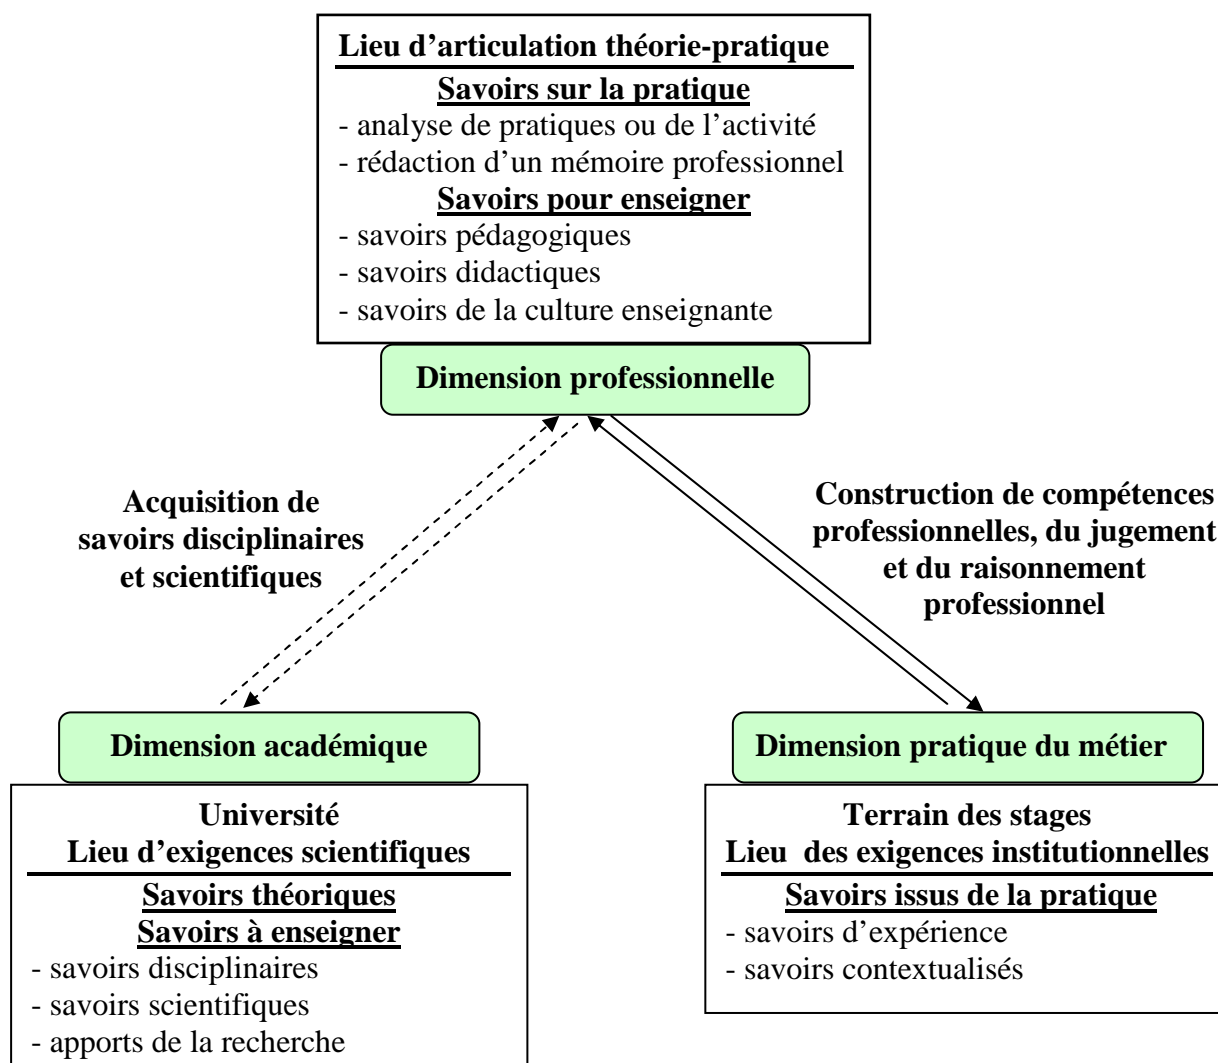 Lieu d’articulation théorie-pratique
Savoirs sur la pratique
- analyse de pratiques ou de l’activité
- rédaction d’un mémoire professionnel
Savoirs pour enseigner
- savoirs pédagogiques
- savoirs didactiques
- savoirs de la culture enseignante
Dimension professionnelle
Acquisition de
savoirs disciplinaires
et scientifiques
Construction de compétences
professionnelles, du jugement
et du raisonnement
professionnel
Dimension académique
Université
Lieu d’exigences scientifiques
Savoirs théoriques
Savoirs à enseigner
- savoirs disciplinaires
- savoirs scientifiques
- apports de la recherche
Dimension pratique du métier
Terrain des stages
Lieu des exigences institutionnelles
Savoirs issus de la pratique
- savoirs d’expérience
- savoirs contextualisés